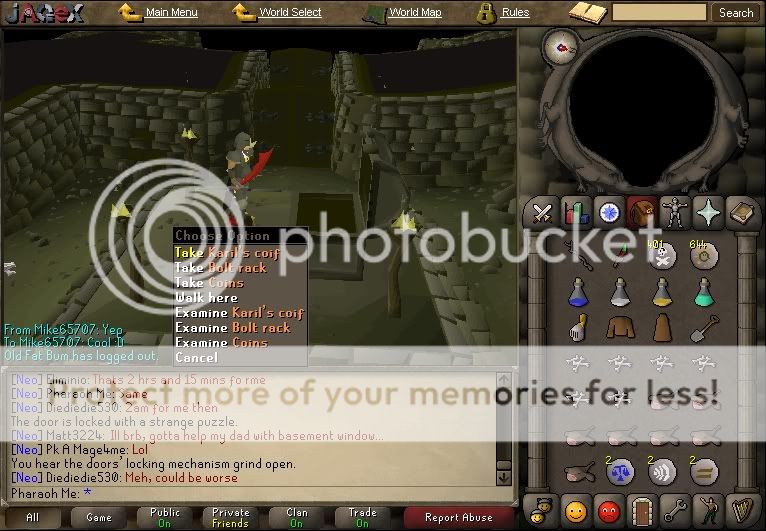 JAGEX Main Menu World Select World Map Rules Search
Choose Option
Take Karil's coif
Take Bolt rack
Take Coins
Walk here
Examine Karil's coif
Examine Bolt rack
Examine Coins
Cancel
photobucket
401 644
From Mike65707: Yep
To Mike65707: Cool :D
Old Fat Bum has logged out.
[Neo] Eliminio: Thats 2 hrs and 15 mins fo rme
[Neo] Pharaoh Me: Same
Protect more of your memories for less!
[Neo] Diediedie530: 2am for me then
The door is locked with a strange puzzle.
[Neo] Matt3224: Ill brb, gotta help my dad with basement window...
[Neo] Pk A Mage4me: Lol
You hear the doors' locking mechanism grind open.
[Neo] Diediedie530: Meh, could be worse
Pharaoh Me: *
2 2 2
All Game Public On Private Friends Clan On Trade On Report Abuse